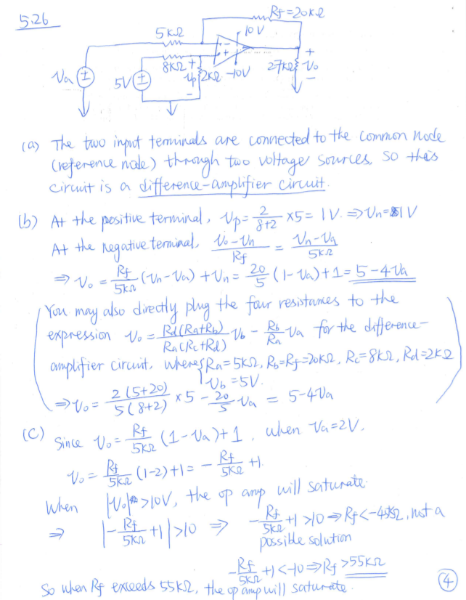 5.26
Rf=20kΩ
5kΩ
10V
8kΩ
Va
5V
Vp
2kΩ
-10V
27kΩ
Vo
(a) The two input terminals are connected to the common node
(reference node) through two voltage sources so this
circuit is a difference-amplifier circuit.
(b) At the positive terminal, Vp = 2/(8+2) × 5 = 1V. ⇒ Vn = 1V
At the negative terminal, (Vo-Vn)/Rf = (Vn-Va)/5kΩ
⇒ Vo = Rf/5kΩ (Vn-Va) + Vn = 20/5 (1-Va) + 1 = 5-4Va
(You may also directly plug the four resistances to the
expression Vo = Rd(Ra+Rb)/Ra(Rc+Rd) Vb - Rb/Ra Va for the difference-
amplifier circuit, where { Ra=5kΩ, Rb=Rf=20kΩ, Rc=8kΩ, Rd=2kΩ
Vb=5V.
⇒ Vo = 2(5+20)/5(8+2) × 5 - 20/5 Va = 5-4Va )
(c) Since Vo = Rf/5kΩ (1-Va) + 1, when Va=2V.
Vo = Rf/5kΩ (1-2) + 1 = -Rf/5kΩ + 1.
When |Vo| > 10V, the op amp will saturate
⇒ |-Rf/5kΩ + 1| > 10 ⇒ -Rf/5kΩ + 1 > 10 ⇒ Rf < -45kΩ, not a
possible solution
-Rf/5kΩ + 1 < -10 ⇒ Rf > 55kΩ
So when Rf exceeds 55kΩ, the op amp will saturate.
4